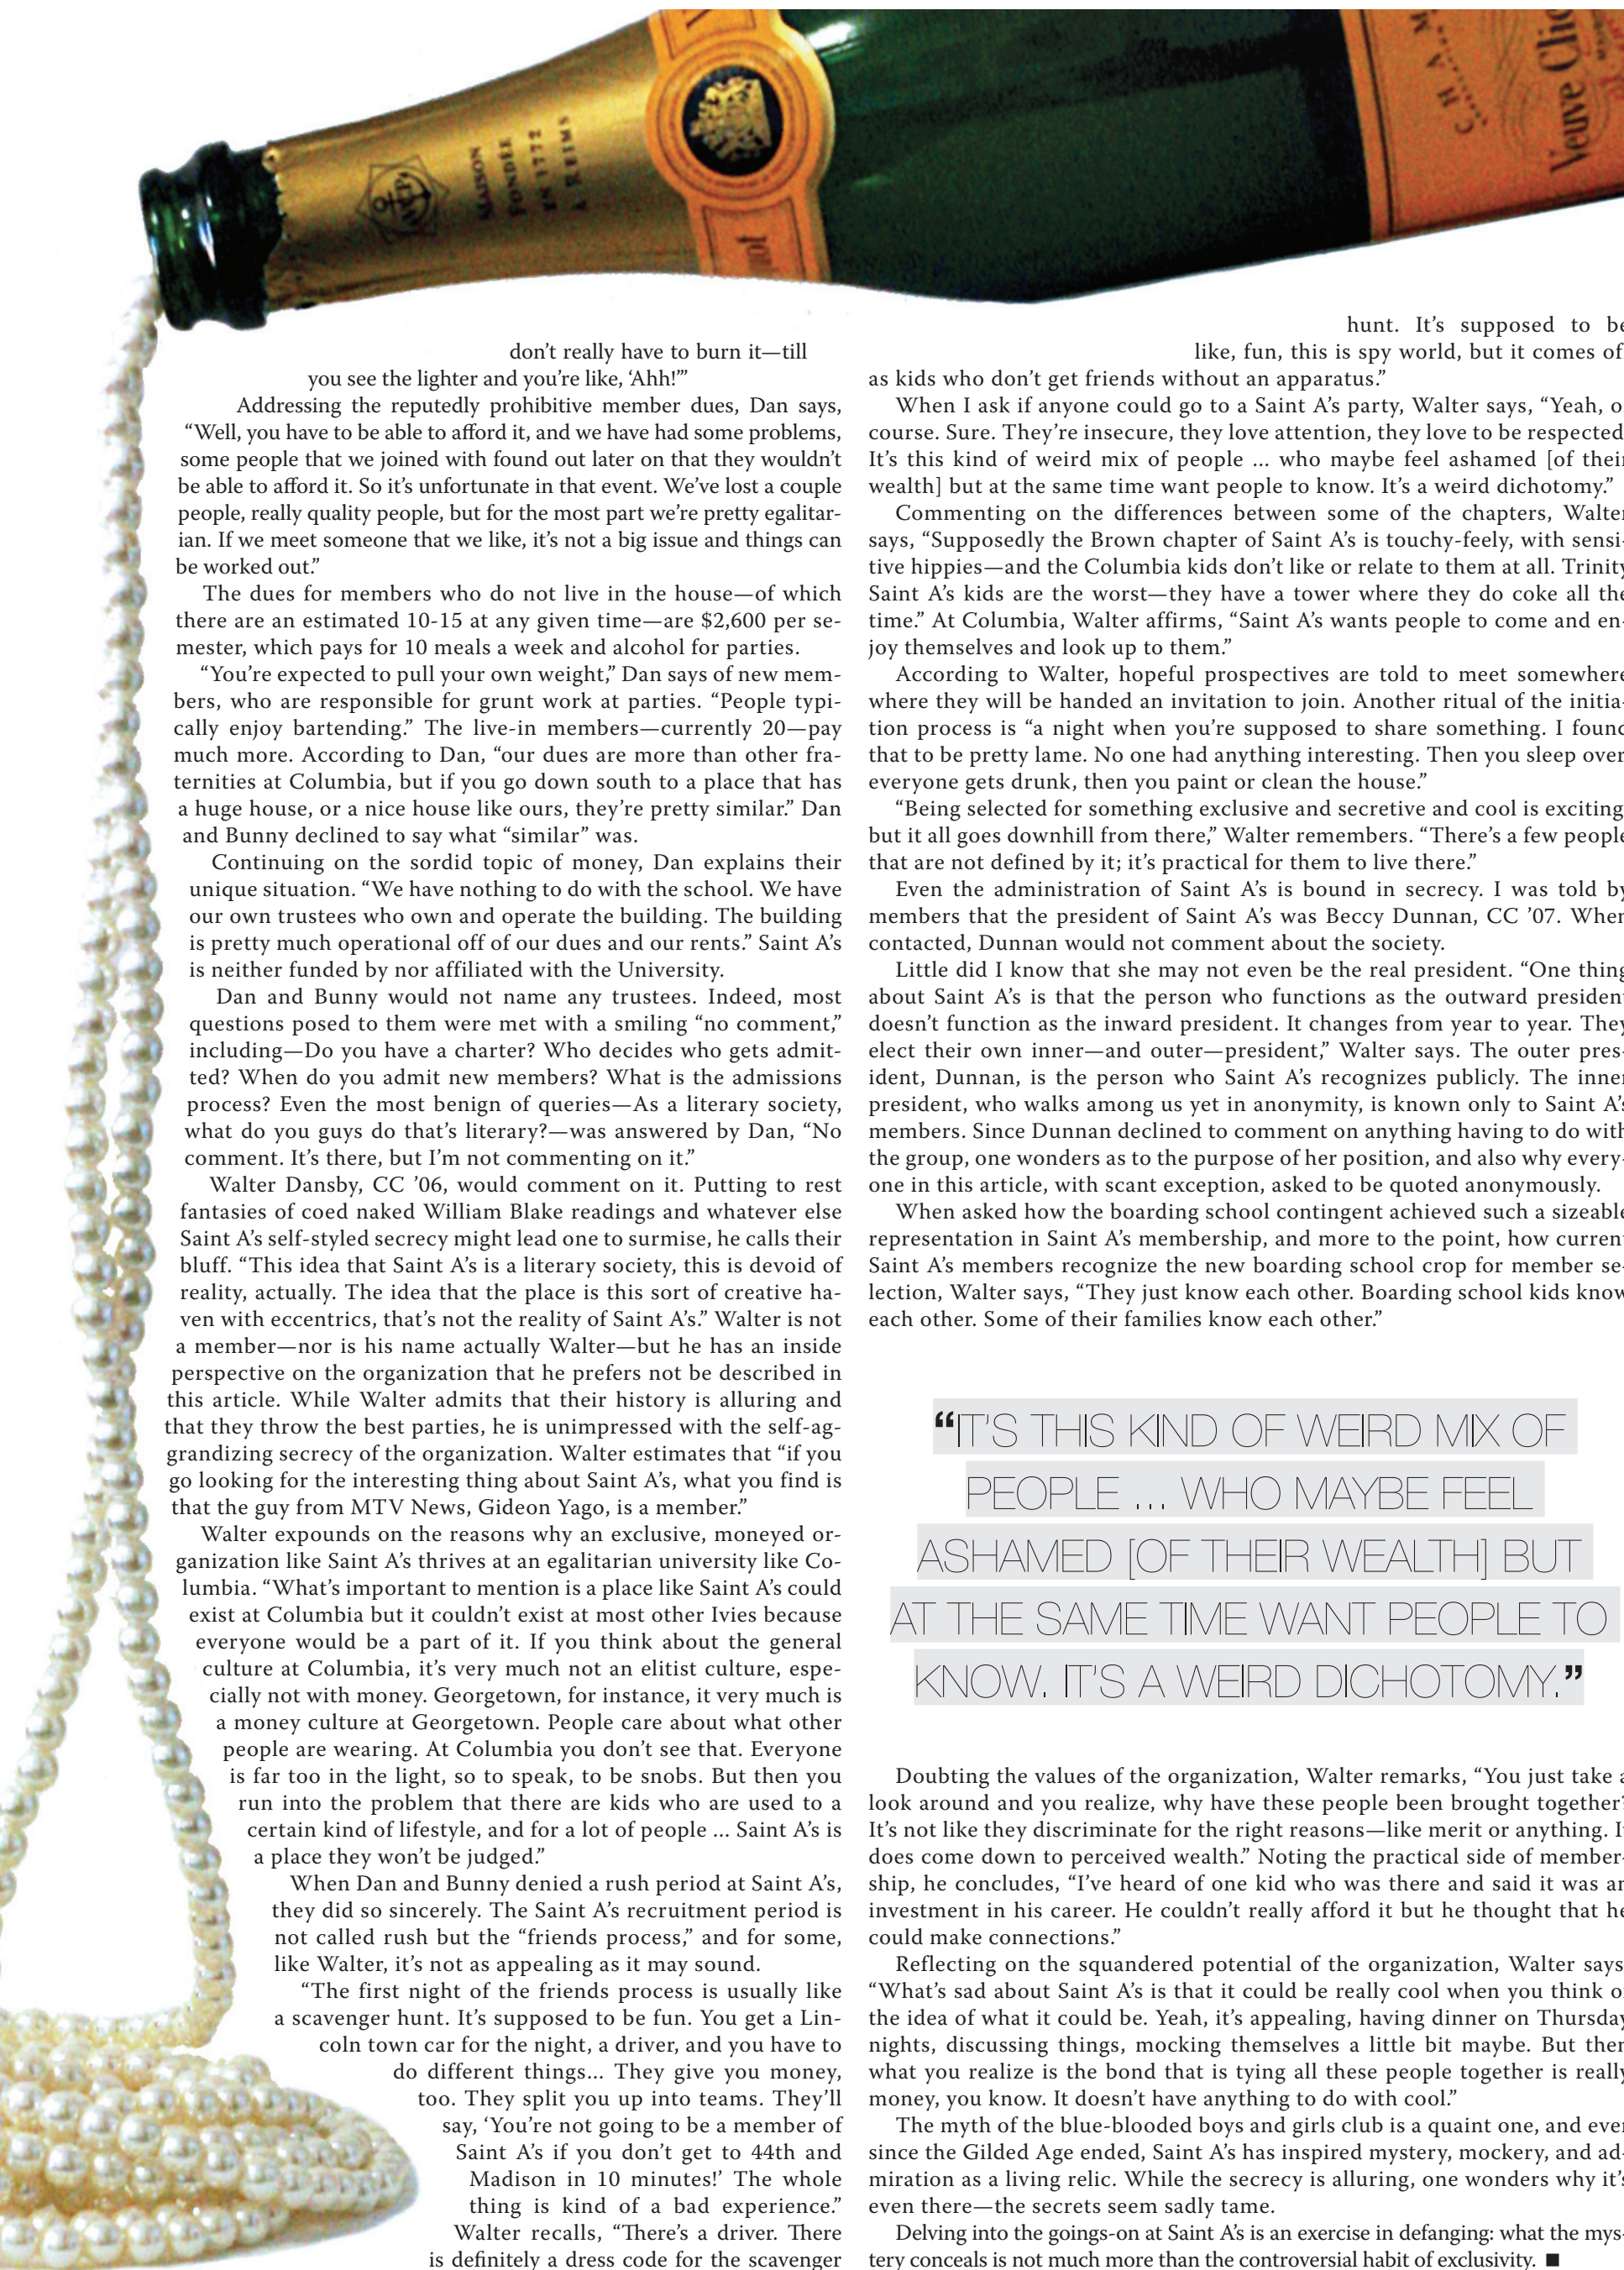 VCP
MAISON
FONDÉE
EN 1772
A REIMS
CHAM
Veuve Clic
don't really have to burn it—till
you see the lighter and you're like, 'Ahh!'"
Addressing the reputedly prohibitive member dues, Dan says,
“Well, you have to be able to afford it, and we have had some problems,
some people that we joined with found out later on that they wouldn't
be able to afford it. So it's unfortunate in that event. We've lost a couple
people, really quality people, but for the most part we're pretty egalitar-
ian. If we meet someone that we like, it's not a big issue and things can
be worked out.”
The dues for members who do not live in the house—of which
there are an estimated 10-15 at any given time—are $2,600 per se-
mester, which pays for 10 meals a week and alcohol for parties.
“You're expected to pull your own weight,” Dan says of new mem-
bers, who are responsible for grunt work at parties. “People typi-
cally enjoy bartending.” The live-in members—currently 20—pay
much more. According to Dan, “our dues are more than other fra-
ternities at Columbia, but if you go down south to a place that has
a huge house, or a nice house like ours, they're pretty similar.” Dan
and Bunny declined to say what “similar” was.
Continuing on the sordid topic of money, Dan explains their
unique situation. “We have nothing to do with the school. We have
our own trustees who own and operate the building. The building
is pretty much operational off of our dues and our rents.” Saint A's
is neither funded by nor affiliated with the University.
Dan and Bunny would not name any trustees. Indeed, most
questions posed to them were met with a smiling “no comment,”
including—Do you have a charter? Who decides who gets admit-
ted? When do you admit new members? What is the admissions
process? Even the most benign of queries—As a literary society,
what do you guys do that's literary?—was answered by Dan, “No
comment. It's there, but I'm not commenting on it.”
Walter Dansby, CC '06, would comment on it. Putting to rest
fantasies of coed naked William Blake readings and whatever else
Saint A's self-styled secrecy might lead one to surmise, he calls their
bluff. “This idea that Saint A's is a literary society, this is devoid of
reality, actually. The idea that the place is this sort of creative ha-
ven with eccentrics, that's not the reality of Saint A's.” Walter is not
a member—nor is his name actually Walter—but he has an inside
perspective on the organization that he prefers not be described in
this article. While Walter admits that their history is alluring and
that they throw the best parties, he is unimpressed with the self-ag-
grandizing secrecy of the organization. Walter estimates that “if you
go looking for the interesting thing about Saint A's, what you find is
that the guy from MTV News, Gideon Yago, is a member.”
Walter expounds on the reasons why an exclusive, moneyed or-
ganization like Saint A's thrives at an egalitarian university like Co-
lumbia. “What's important to mention is a place like Saint A's could
exist at Columbia but it couldn't exist at most other Ivies because
everyone would be a part of it. If you think about the general
culture at Columbia, it's very much not an elitist culture, espe-
cially not with money. Georgetown, for instance, it very much is
a money culture at Georgetown. People care about what other
people are wearing. At Columbia you don't see that. Everyone
is far too in the light, so to speak, to be snobs. But then you
run into the problem that there are kids who are used to a
certain kind of lifestyle, and for a lot of people ... Saint A's is
a place they won't be judged.”
When Dan and Bunny denied a rush period at Saint A's,
they did so sincerely. The Saint A's recruitment period is
not called rush but the “friends process,” and for some,
like Walter, it's not as appealing as it may sound.
“The first night of the friends process is usually like
a scavenger hunt. It's supposed to be fun. You get a Lin-
coln town car for the night, a driver, and you have to
do different things... They give you money,
too. They split you up into teams. They'll
say, 'You're not going to be a member of
Saint A's if you don't get to 44th and
Madison in 10 minutes!' The whole
thing is kind of a bad experience.”
Walter recalls, “There's a driver. There
is definitely a dress code for the scavenger
hunt. It's supposed to be
like, fun, this is spy world, but it comes of
as kids who don't get friends without an apparatus.”
When I ask if anyone could go to a Saint A's party, Walter says, “Yeah, o
course. Sure. They're insecure, they love attention, they love to be respected
It's this kind of weird mix of people ... who maybe feel ashamed [of their
wealth] but at the same time want people to know. It's a weird dichotomy.”
Commenting on the differences between some of the chapters, Walter
says, “Supposedly the Brown chapter of Saint A's is touchy-feely, with sensi-
tive hippies—and the Columbia kids don't like or relate to them at all. Trinity
Saint A's kids are the worst—they have a tower where they do coke all the
time.” At Columbia, Walter affirms, “Saint A's wants people to come and en-
joy themselves and look up to them.”
According to Walter, hopeful prospectives are told to meet somewhere
where they will be handed an invitation to join. Another ritual of the initia-
tion process is “a night when you're supposed to share something. I found
that to be pretty lame. No one had anything interesting. Then you sleep over
everyone gets drunk, then you paint or clean the house.”
“Being selected for something exclusive and secretive and cool is exciting
but it all goes downhill from there,” Walter remembers. “There's a few people
that are not defined by it; it's practical for them to live there.”
Even the administration of Saint A's is bound in secrecy. I was told by
members that the president of Saint A's was Beccy Dunnan, CC '07. When
contacted, Dunnan would not comment about the society.
Little did I know that she may not even be the real president. “One thing
about Saint A's is that the person who functions as the outward president
doesn't function as the inward president. It changes from year to year. They
elect their own inner—and outer—president,” Walter says. The outer pres-
ident, Dunnan, is the person who Saint A's recognizes publicly. The inner
president, who walks among us yet in anonymity, is known only to Saint A's
members. Since Dunnan declined to comment on anything having to do with
the group, one wonders as to the purpose of her position, and also why every-
one in this article, with scant exception, asked to be quoted anonymously.
When asked how the boarding school contingent achieved such a sizeable
representation in Saint A's membership, and more to the point, how current
Saint A's members recognize the new boarding school crop for member se-
lection, Walter says, “They just know each other. Boarding school kids know
each other. Some of their families know each other.”
“IT'S THIS KIND OF WEIRD MIX OF
PEOPLE ... WHO MAYBE FEEL
ASHAMED [OF THEIR WEALTH] BUT
AT THE SAME TIME WANT PEOPLE TO
KNOW. IT'S A WEIRD DICHOTOMY.”
Doubting the values of the organization, Walter remarks, “You just take a
look around and you realize, why have these people been brought together?
It's not like they discriminate for the right reasons—like merit or anything. It
does come down to perceived wealth.” Noting the practical side of member-
ship, he concludes, “I've heard of one kid who was there and said it was an
investment in his career. He couldn't really afford it but he thought that he
could make connections.”
Reflecting on the squandered potential of the organization, Walter says
“What's sad about Saint A's is that it could be really cool when you think of
the idea of what it could be. Yeah, it's appealing, having dinner on Thursday
nights, discussing things, mocking themselves a little bit maybe. But then
what you realize is the bond that is tying all these people together is really
money, you know. It doesn't have anything to do with cool.”
The myth of the blue-blooded boys and girls club is a quaint one, and ever
since the Gilded Age ended, Saint A's has inspired mystery, mockery, and ad-
miration as a living relic. While the secrecy is alluring, one wonders why it's
even there—the secrets seem sadly tame.
Delving into the goings-on at Saint A's is an exercise in defanging: what the mys-
tery conceals is not much more than the controversial habit of exclusivity. ■